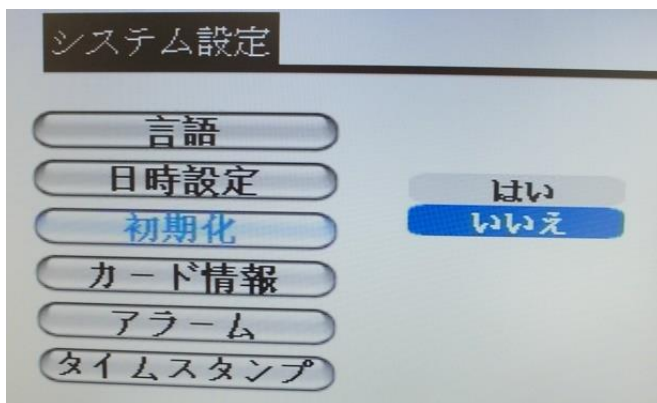 システム設定
言語
日時設定
初期化
カード情報
アラーム
タイムスタンプ
はい
いいえ